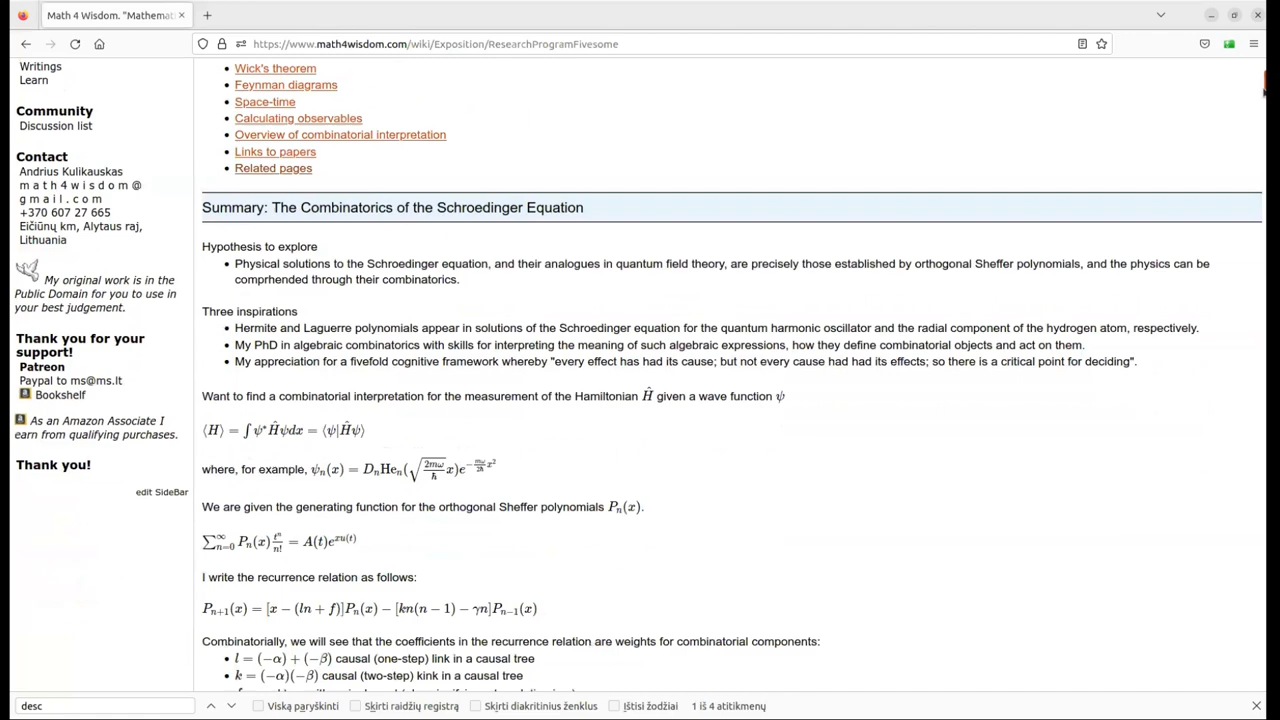 Math 4 Wisdom. "Mathemat
https://www.math4wisdom.com/wiki/Exposition/ResearchProgramFivesome
Writings
Learn
Community
Discussion list
Contact
Andrius Kulikauskas
m a t h 4 w i s d o m @
g m a i l . c o m
+370 607 27 665
Eičiūnų km, Alytaus raj,
Lithuania
My original work is in the
Public Domain for you to use in
your best judgement.
Thank you for your
support!
Patreon
Paypal to ms@ms.lt
Bookshelf
As an Amazon Associate I
earn from qualifying purchases.
Thank you!
edit SideBar
• Wick's theorem
• Feynman diagrams
• Space-time
• Calculating observables
• Overview of combinatorial interpretation
• Links to papers
• Related pages
Summary: The Combinatorics of the Schroedinger Equation
Hypothesis to explore
• Physical solutions to the Schroedinger equation, and their analogues in quantum field theory, are precisely those established by orthogonal Sheffer polynomials, and the physics can be
comprhended through their combinatorics.
Three inspirations
• Hermite and Laguerre polynomials appear in solutions of the Schroedinger equation for the quantum harmonic oscillator and the radial component of the hydrogen atom, respectively.
• My PhD in algebraic combinatorics with skills for interpreting the meaning of such algebraic expressions, how they define combinatorial objects and act on them.
• My appreciation for a fivefold cognitive framework whereby "every effect has had its cause; but not every cause had had its effects; so there is a critical point for deciding".
Want to find a combinatorial interpretation for the measurement of the Hamiltonian Ĥ given a wave function ψ
⟨H⟩ = ∫ ψ*Ĥψdx = ⟨ψ|Ĥψ⟩
where, for example, ψ_n(x) = D_n He_n(√(2mω/ħ) x)e^{−(mω/2ħ)x²}
We are given the generating function for the orthogonal Sheffer polynomials P_n(x).
∑_{n=0}^∞ P_n(x) t^n/n! = A(t)e^{xu(t)}
I write the recurrence relation as follows:
P_{n+1}(x) = [x − (ln + f)]P_n(x) − [kn(n − 1) − γn]P_{n−1}(x)
Combinatorially, we will see that the coefficients in the recurrence relation are weights for combinatorial components:
• l = (−α) + (−β) causal (one-step) link in a causal tree
• k = (−α)(−β) causal (two-step) kink in a causal tree
desc
Viską paryškinti
Skirti raidžių registrą
Skirti diakritinius ženklus
Ištisi žodžiai
1 iš 4 atitikmenų